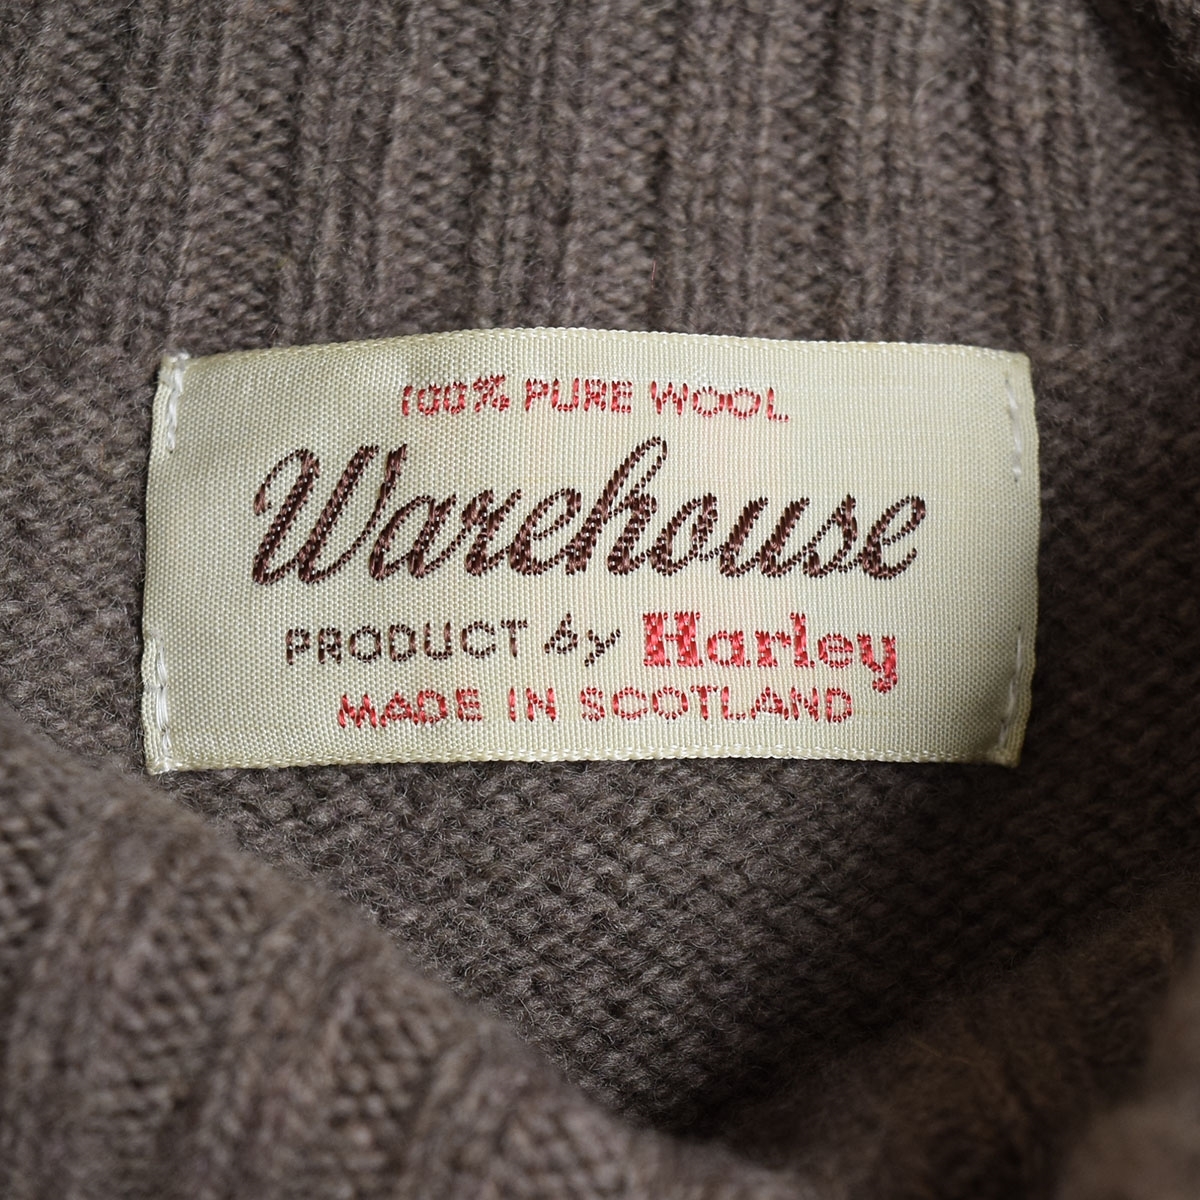 100% PURE WOOL
Warehouse
PRODUCT by Harley
MADE IN SCOTLAND